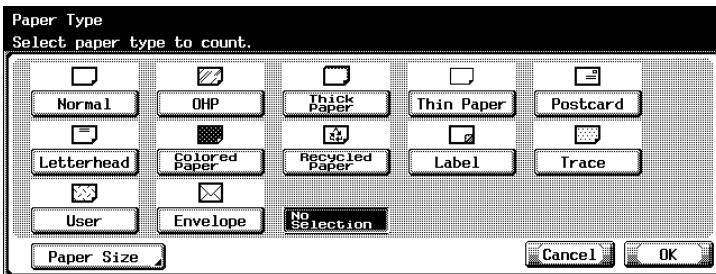 Paper Type
Select paper type to count.
Normal
OHP
Thick
Paper
Thin Paper
Postcard
Letterhead
Colored
Paper
Recycled
Paper
Label
Trace
User
Envelope
No
Selection
Paper Size
Cancel
OK